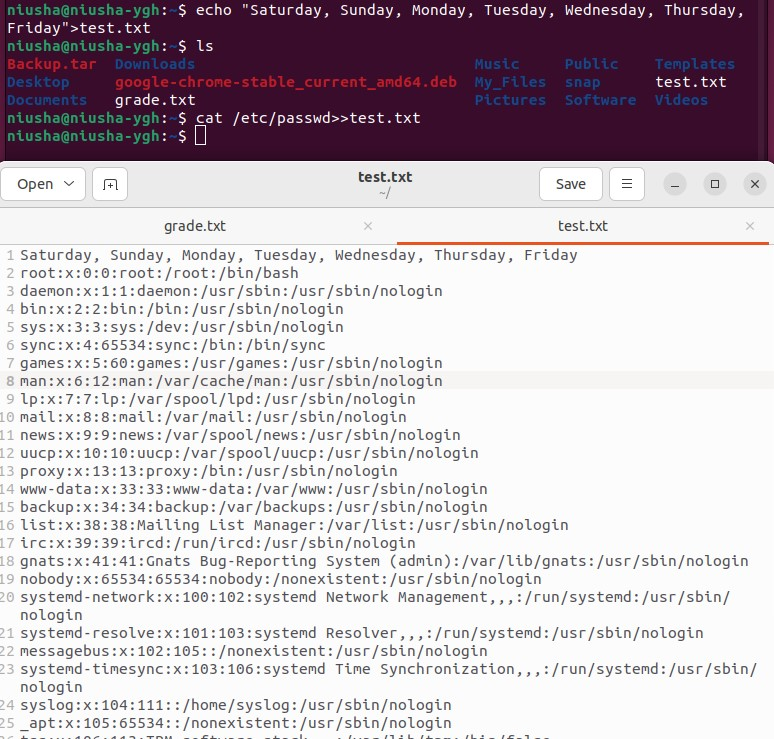 niusha@niusha-ygh:~$ echo "Saturday, Sunday, Monday, Tuesday, Wednesday, Thursday,
Friday">test.txt
niusha@niusha-ygh:~$ ls
Backup.tar Downloads Music Public Templates
Desktop google-chrome-stable_current_amd64.deb My_Files snap test.txt
Documents grade.txt Pictures Software Videos
niusha@niusha-ygh:~$ cat /etc/passwd>>test.txt
niusha@niusha-ygh:~$
Open test.txt Save
~/
grade.txt × test.txt ×
1 Saturday, Sunday, Monday, Tuesday, Wednesday, Thursday, Friday
2 root:x:0:0:root:/root:/bin/bash
3 daemon:x:1:1:daemon:/usr/sbin:/usr/sbin/nologin
4 bin:x:2:2:bin:/bin:/usr/sbin/nologin
5 sys:x:3:3:sys:/dev:/usr/sbin/nologin
6 sync:x:4:65534:sync:/bin:/bin/sync
7 games:x:5:60:games:/usr/games:/usr/sbin/nologin
8 man:x:6:12:man:/var/cache/man:/usr/sbin/nologin
9 lp:x:7:7:lp:/var/spool/lpd:/usr/sbin/nologin
10 mail:x:8:8:mail:/var/mail:/usr/sbin/nologin
11 news:x:9:9:news:/var/spool/news:/usr/sbin/nologin
12 uucp:x:10:10:uucp:/var/spool/uucp:/usr/sbin/nologin
13 proxy:x:13:13:proxy:/bin:/usr/sbin/nologin
14 www-data:x:33:33:www-data:/var/www:/usr/sbin/nologin
15 backup:x:34:34:backup:/var/backups:/usr/sbin/nologin
16 list:x:38:38:Mailing List Manager:/var/list:/usr/sbin/nologin
17 irc:x:39:39:ircd:/run/ircd:/usr/sbin/nologin
18 gnats:x:41:41:Gnats Bug-Reporting System (admin):/var/lib/gnats:/usr/sbin/nologin
19 nobody:x:65534:65534:nobody:/nonexistent:/usr/sbin/nologin
20 systemd-network:x:100:102:systemd Network Management,,,:/run/systemd:/usr/sbin/
nologin
21 systemd-resolve:x:101:103:systemd Resolver,,,:/run/systemd:/usr/sbin/nologin
22 messagebus:x:102:105::/nonexistent:/usr/sbin/nologin
23 systemd-timesync:x:103:106:systemd Time Synchronization,,,:/run/systemd:/usr/sbin/
nologin
24 syslog:x:104:111::/home/syslog:/usr/sbin/nologin
25 _apt:x:105:65534::/nonexistent:/usr/sbin/nologin